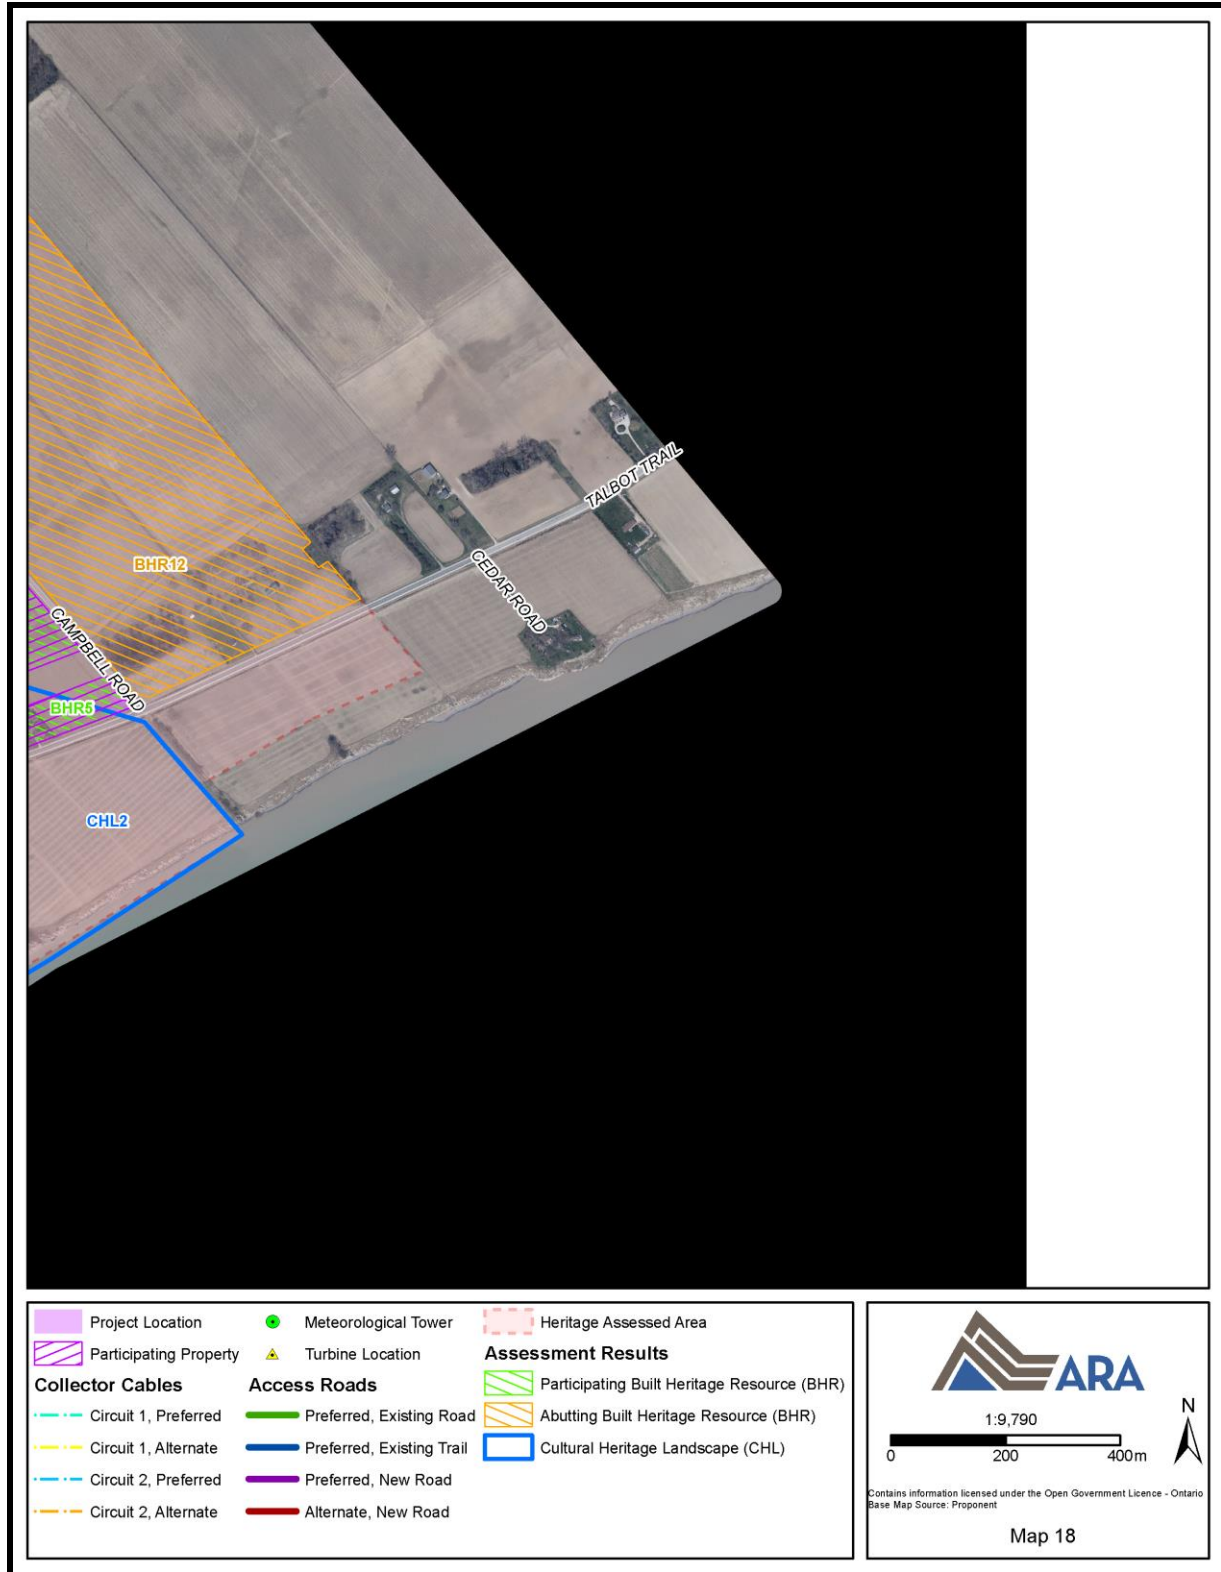 TALBOT TRAIL
BHR12
CEDAR ROAD
CAMPBELL ROAD
BHR5
CHL2
Project Location
Participating Property
Collector Cables
Circuit 1, Preferred
Circuit 1, Alternate
Circuit 2, Preferred
Circuit 2, Alternate
Meteorological Tower
Turbine Location
Access Roads
Preferred, Existing Road
Preferred, Existing Trail
Preferred, New Road
Alternate, New Road
Heritage Assessed Area
Assessment Results
Participating Built Heritage Resource (BHR)
Abutting Built Heritage Resource (BHR)
Cultural Heritage Landscape (CHL)
ARA
1:9,790
N
0 200 400m
Contains information licensed under the Open Government Licence - Ontario
Base Map Source: Proponent
Map 18